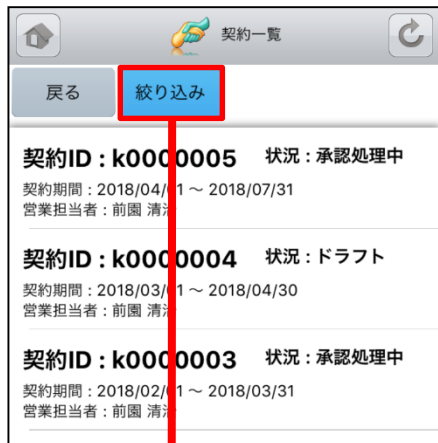 契約一覧
戻る 絞り込み
契約ID：k0000005 状況：承認処理中
契約期間：2018/04/01 ～ 2018/07/31
営業担当者：前園 清
契約ID：k0000004 状況：ドラフト
契約期間：2018/03/01 ～ 2018/04/30
営業担当者：前園 清
契約ID：k0000003 状況：承認処理中
契約期間：2018/02/01 ～ 2018/03/31
営業担当者：前園 清